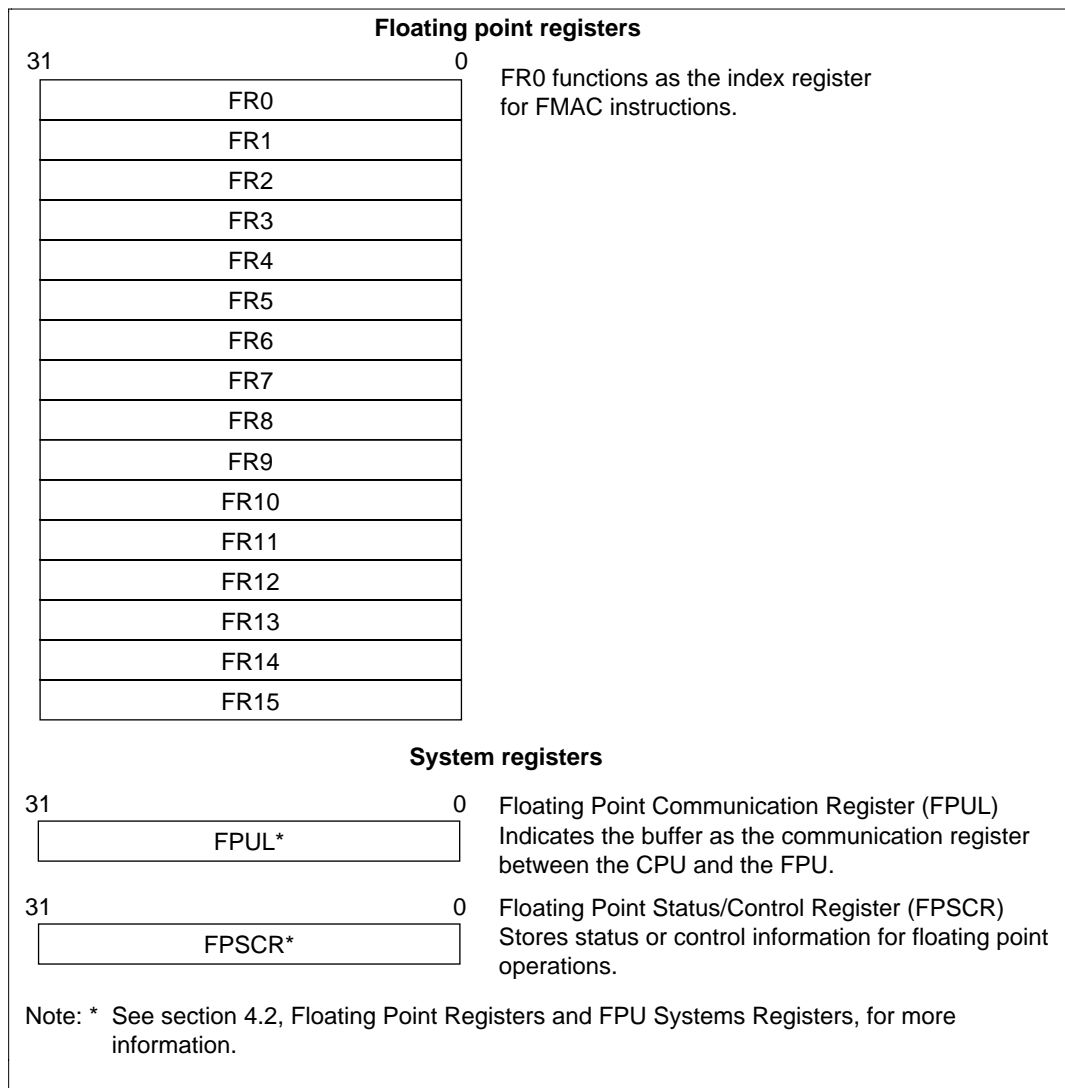 Floating point registers
31 0
FR0 functions as the index register
for FMAC instructions.
FR0
FR1
FR2
FR3
FR4
FR5
FR6
FR7
FR8
FR9
FR10
FR11
FR12
FR13
FR14
FR15
System registers
31 0
FPUL*
Floating Point Communication Register (FPUL)
Indicates the buffer as the communication register
between the CPU and the FPU.
31 0
FPSCR*
Floating Point Status/Control Register (FPSCR)
Stores status or control information for floating point
operations.
Note: * See section 4.2, Floating Point Registers and FPU Systems Registers, for more
information.